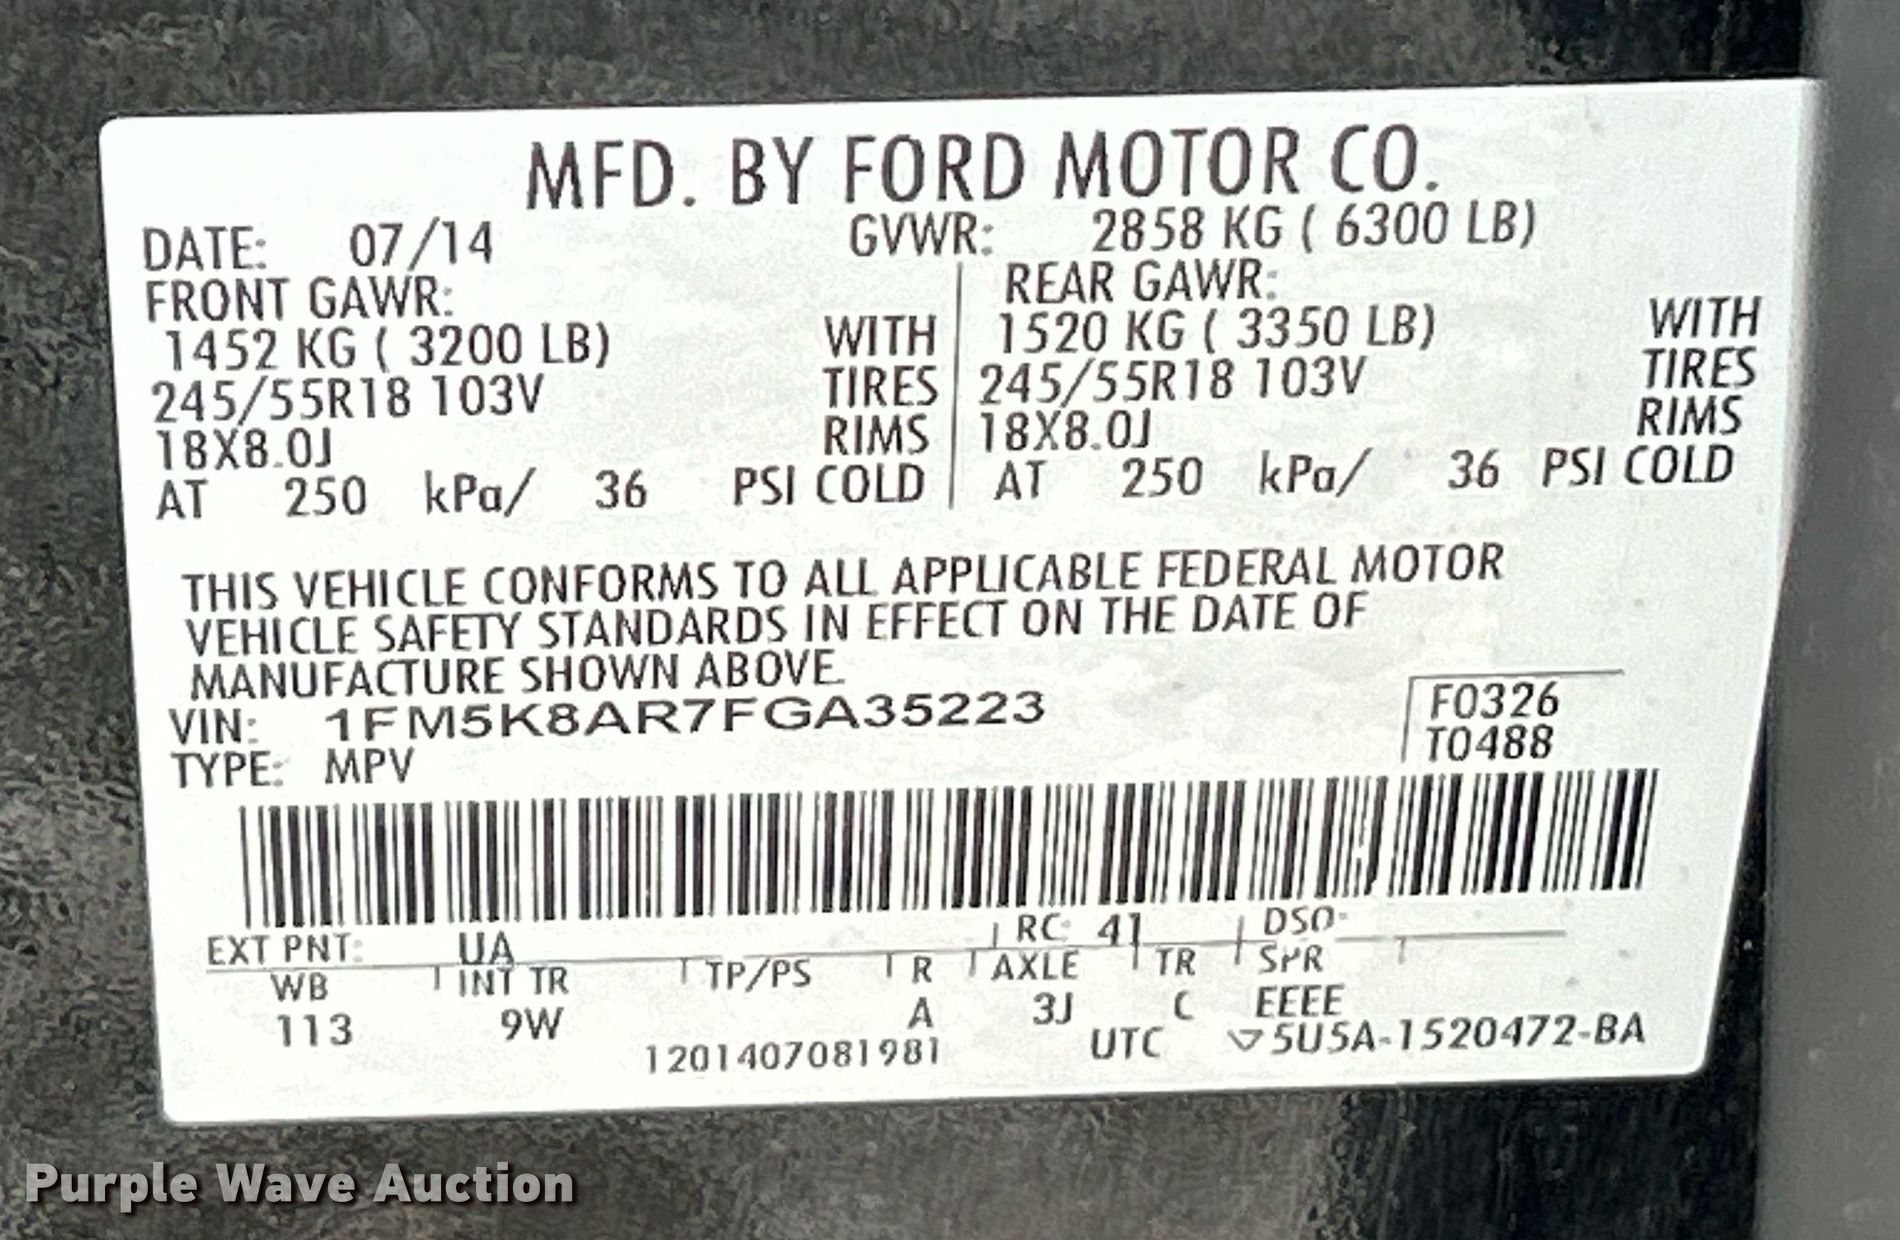 MFD. BY FORD MOTOR CO.
DATE: 07/14 GVWR: 2858 KG ( 6300 LB)
FRONT GAWR: REAR GAWR:
1452 KG ( 3200 LB) WITH 1520 KG ( 3350 LB) WITH
245/55R18 103V TIRES 245/55R18 103V TIRES
18X8.0J RIMS 18X8.0J RIMS
AT 250 kPa/ 36 PSI COLD AT 250 kPa/ 36 PSI COLD
THIS VEHICLE CONFORMS TO ALL APPLICABLE FEDERAL MOTOR
VEHICLE SAFETY STANDARDS IN EFFECT ON THE DATE OF
MANUFACTURE SHOWN ABOVE.
VIN: 1FM5K8AR7FGA35223 F0326
TYPE: MPV T0488
EXT PNT: UA RC: 41 DSO:
WB INT TR TP/PS R AXLE TR SPR
113 9W A 3J C EEEE
1201407081981 UTC ▽5U5A-1520472-BA
Purple Wave Auction